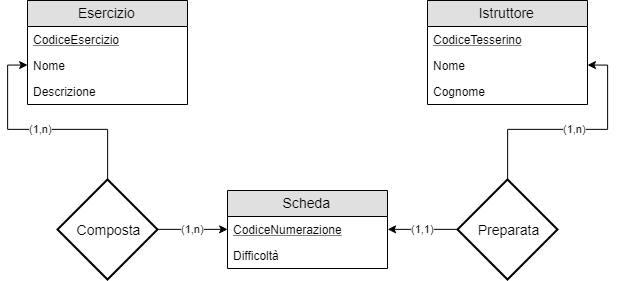 Esercizio
CodiceEsercizio
Nome
Descrizione
Istruttore
CodiceTesserino
Nome
Cognome
(1,n)
(1,n)
Composta
(1,n)
Scheda
CodiceNumerazione
Difficoltà
(1,1)
Preparata